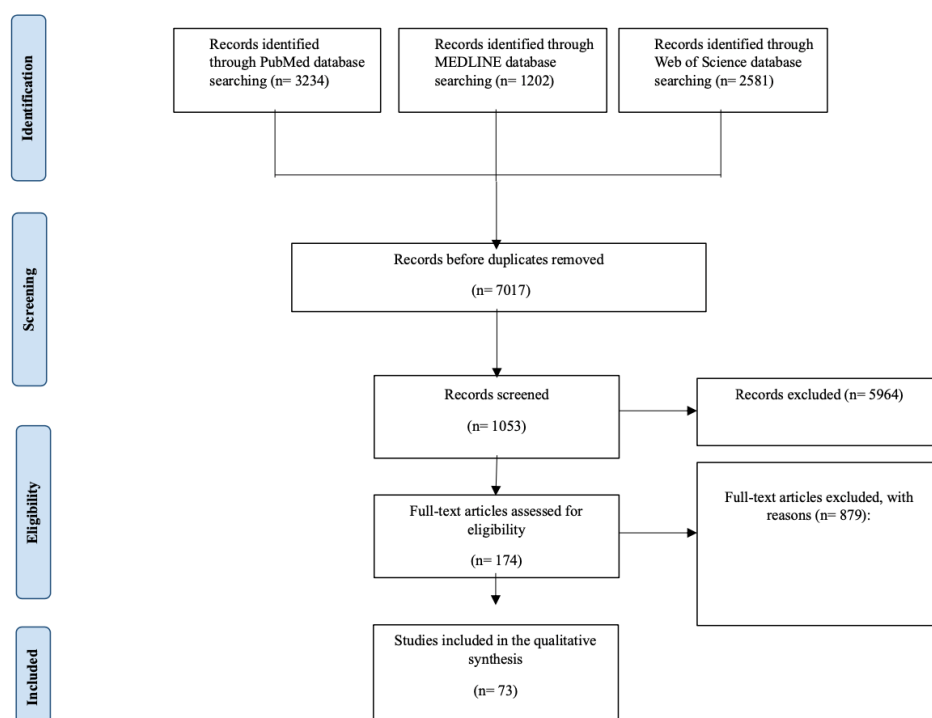 Identification
Records identified
through PubMed database
searching (n= 3234)
Records identified through
MEDLINE database
searching (n= 1202)
Records identified through
Web of Science database
searching (n= 2581)
Screening
Records before duplicates removed
(n= 7017)
Records screened
(n= 1053)
Records excluded (n= 5964)
Eligibility
Full-text articles assessed for
eligibility
(n= 174)
Full-text articles excluded, with
reasons (n= 879):
Included
Studies included in the qualitative
synthesis
(n= 73)